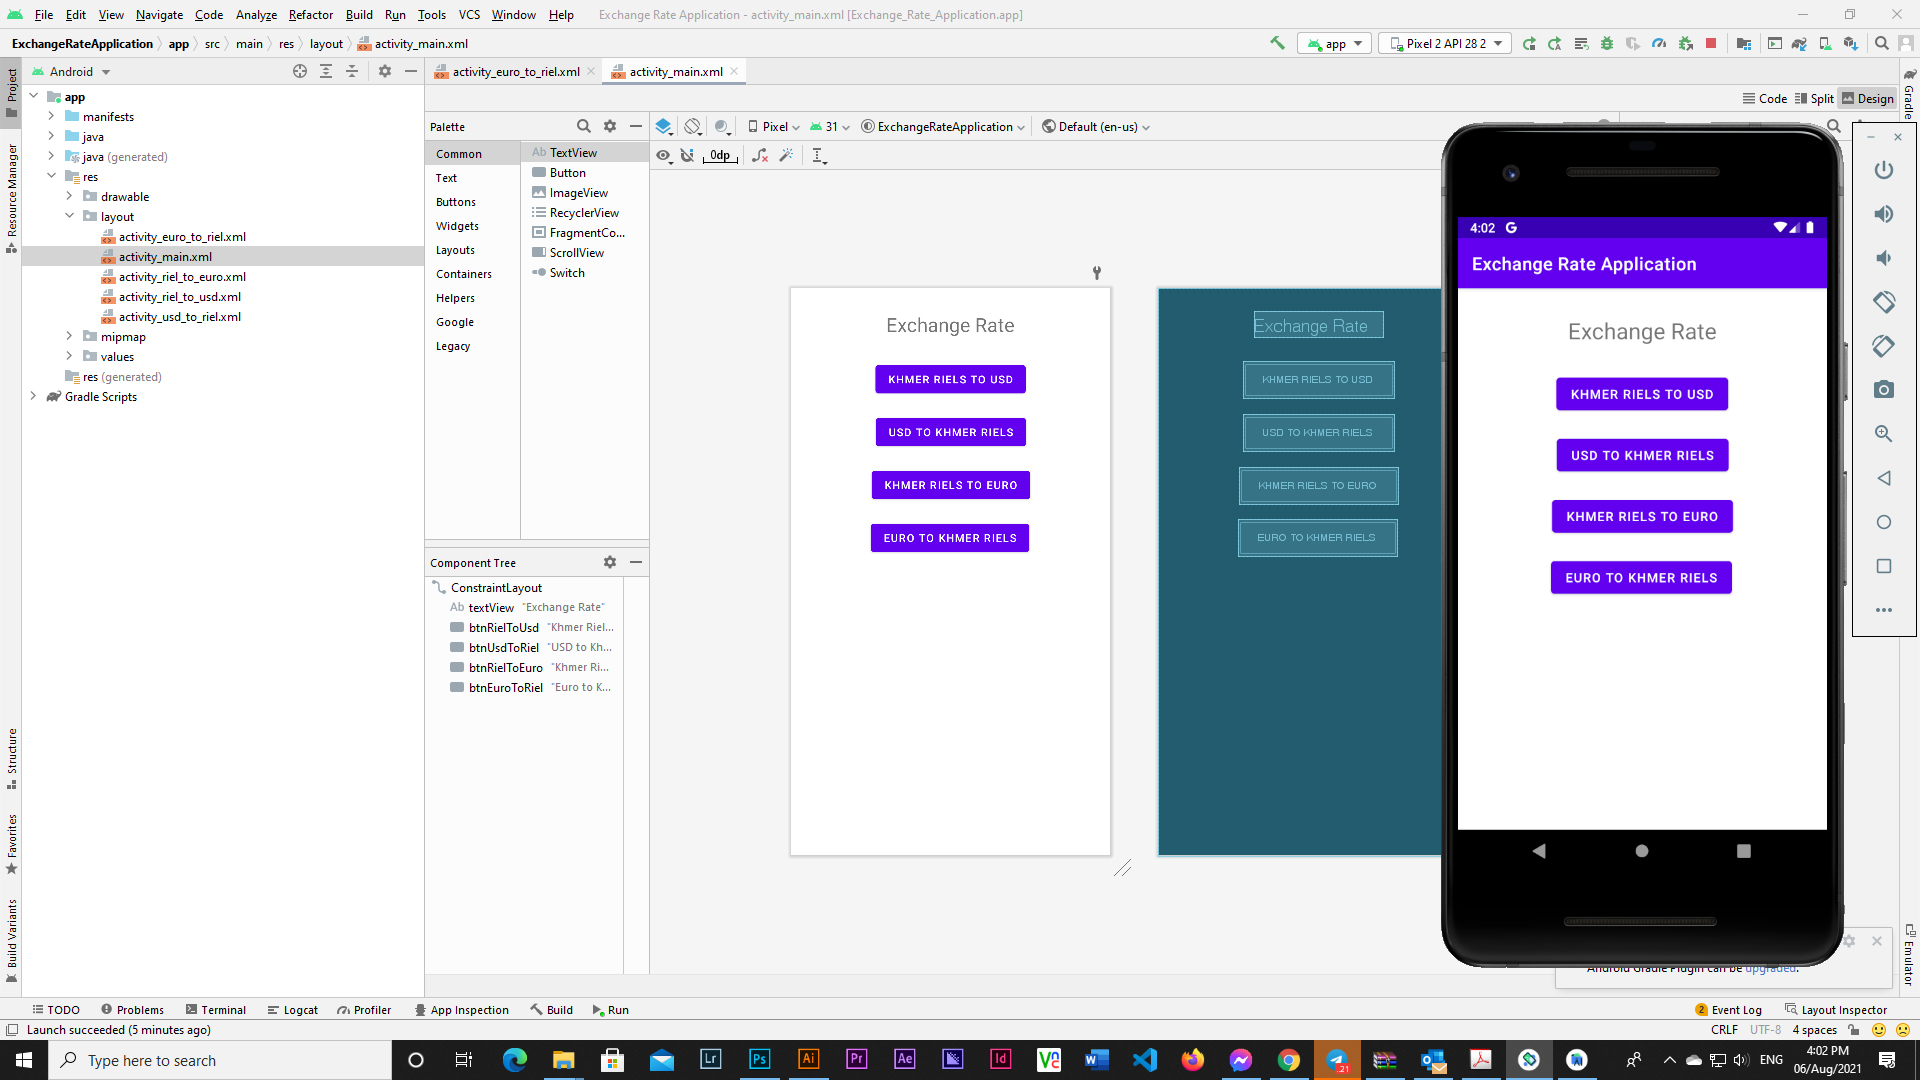 File Edit View Navigate Code Analyze Refactor Build Run Tools VCS Window Help Exchange Rate Application - activity_main.xml [Exchange_Rate_Application.app]
ExchangeRateApplication app src main res layout activity_main.xml
app Pixel 2 API 28 2
Project
Android
activity_euro_to_riel.xml activity_main.xml
Gradle
Code Split Design
app
manifests
java
java (generated)
res
drawable
layout
activity_euro_to_riel.xml
activity_main.xml
activity_riel_to_euro.xml
activity_riel_to_usd.xml
activity_usd_to_riel.xml
mipmap
values
res (generated)
Gradle Scripts
Resource Manager
Structure
Favorites
Build Variants
Palette
Common
Text
Buttons
Widgets
Layouts
Containers
Helpers
Google
Legacy
Ab TextView
Button
ImageView
RecyclerView
FragmentCo...
ScrollView
Switch
Pixel 31 ExchangeRateApplication Default (en-us)
0dp
Component Tree
ConstraintLayout
Ab textView "Exchange Rate"
btnRielToUsd "Khmer Riel...
btnUsdToRiel "USD to Kh...
btnRielToEuro "Khmer Ri...
btnEuroToRiel "Euro to K...
Exchange Rate
KHMER RIELS TO USD
USD TO KHMER RIELS
KHMER RIELS TO EURO
EURO TO KHMER RIELS
Exchange Rate
KHMER RIELS TO USD
USD TO KHMER RIELS
KHMER RIELS TO EURO
EURO TO KHMER RIELS
4:02 G
Exchange Rate Application
Exchange Rate
KHMER RIELS TO USD
USD TO KHMER RIELS
KHMER RIELS TO EURO
EURO TO KHMER RIELS
Android Gradle Plugin can be upgraded.
Emulator
TODO Problems Terminal Logcat Profiler App Inspection Build Run 2 Event Log Layout Inspector
Launch succeeded (5 minutes ago) CRLF UTF-8 4 spaces
Type here to search
Lr Ps Ai Pr Ae Id VC W 21
ENG
4:02 PM
06/Aug/2021